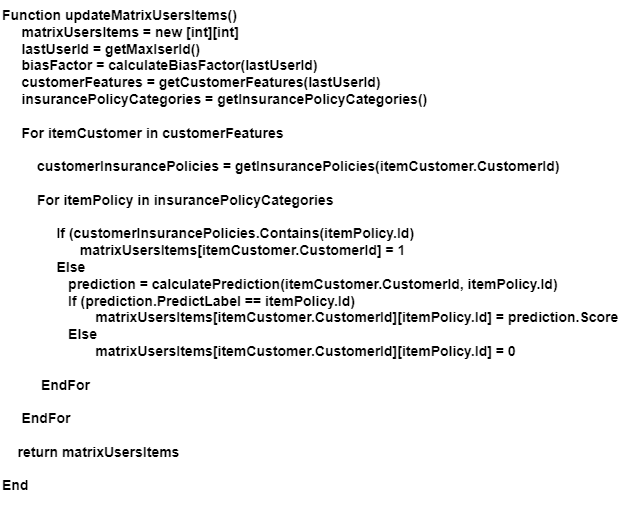 Function updateMatrixUsersItems()
matrixUsersItems = new [int][int]
lastUserId = getMaxIserId()
biasFactor = calculateBiasFactor(lastUserId)
customerFeatures = getCustomerFeatures(lastUserId)
insurancePolicyCategories = getInsurancePolicyCategories()
For itemCustomer in customerFeatures
customerInsurancePolicies = getInsurancePolicies(itemCustomer.CustomerId)
For itemPolicy in insurancePolicyCategories
If (customerInsurancePolicies.Contains(itemPolicy.Id)
matrixUsersItems[itemCustomer.CustomerId] = 1
Else
prediction = calculatePrediction(itemCustomer.CustomerId, itemPolicy.Id)
If (prediction.PredictLabel == itemPolicy.Id)
matrixUsersItems[itemCustomer.CustomerId][itemPolicy.Id] = prediction.Score
Else
matrixUsersItems[itemCustomer.CustomerId][itemPolicy.Id] = 0
EndFor
EndFor
return matrixUsersItems
End